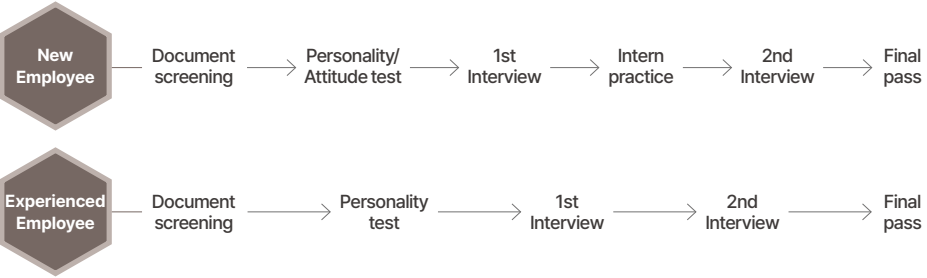 New
Employee
Document
screening
Personality/
Attitude test
1st
Interview
Intern
practice
2nd
Interview
Final
pass
Experienced
Employee
Document
screening
Personality
test
1st
Interview
2nd
Interview
Final
pass